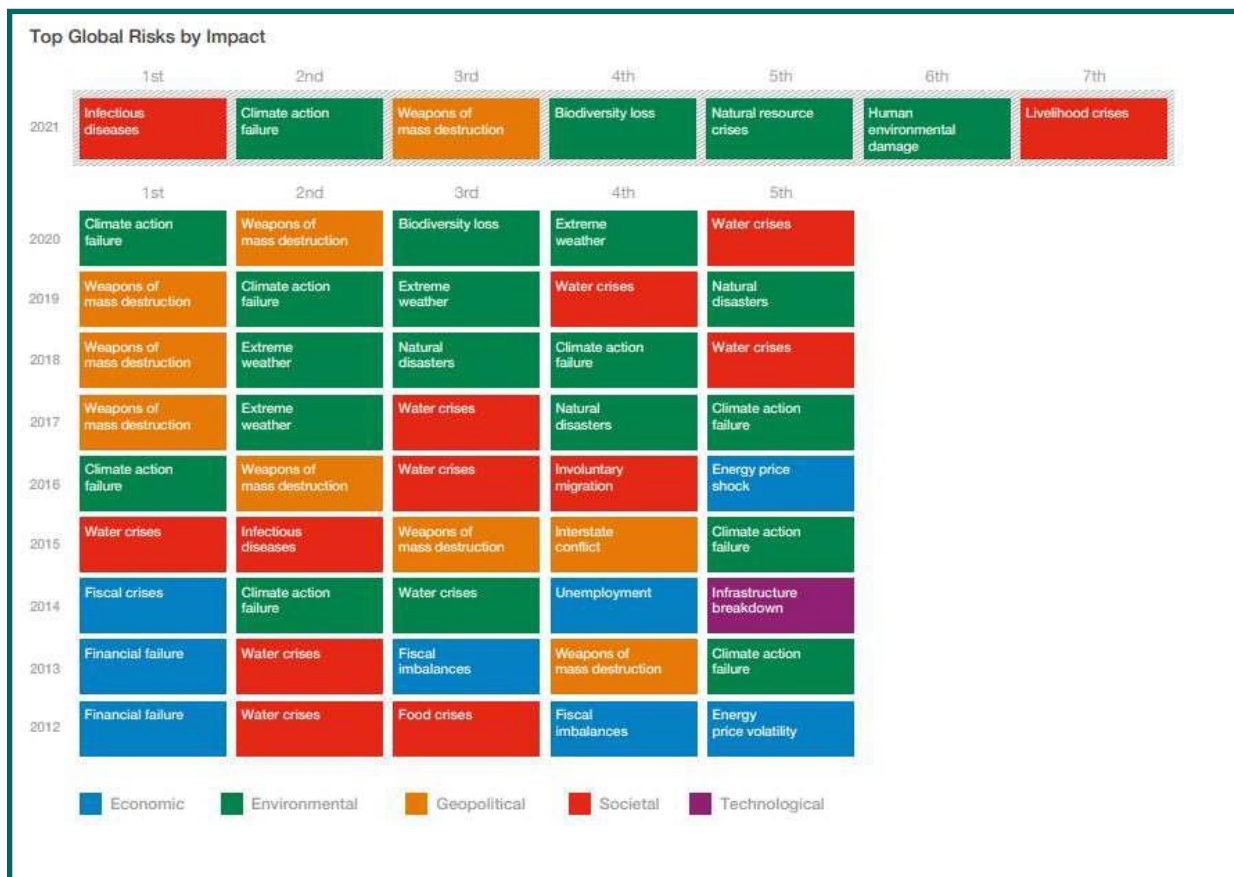 Top Global Risks by Impact
1st 2nd 3rd 4th 5th 6th 7th
2021
Infectious
diseases
Climate action
failure
Weapons of
mass destruction
Biodiversity loss
Natural resource
crises
Human
environmental
damage
Livelihood crises
1st 2nd 3rd 4th 5th
2020
Climate action
failure
Weapons of
mass destruction
Biodiversity loss
Extreme
weather
Water crises
2019
Weapons of
mass destruction
Climate action
failure
Extreme
weather
Water crises
Natural
disasters
2018
Weapons of
mass destruction
Extreme
weather
Natural
disasters
Climate action
failure
Water crises
2017
Weapons of
mass destruction
Extreme
weather
Water crises
Natural
disasters
Climate action
failure
2016
Climate action
failure
Weapons of
mass destruction
Water crises
Involuntary
migration
Energy price
shock
2015
Water crises
Infectious
diseases
Weapons of
mass destruction
Interstate
conflict
Climate action
failure
2014
Fiscal crises
Climate action
failure
Water crises
Unemployment
Infrastructure
breakdown
2013
Financial failure
Water crises
Fiscal
imbalances
Weapons of
mass destruction
Climate action
failure
2012
Financial failure
Water crises
Food crises
Fiscal
imbalances
Energy
price volatility
Economic Environmental Geopolitical Societal Technological